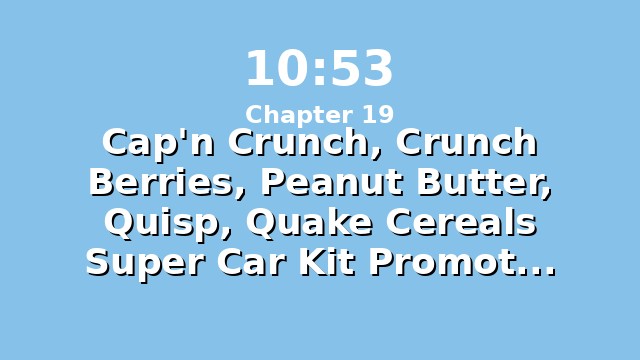 10:53
Chapter 19
Cap'n Crunch, Crunch
Berries, Peanut Butter,
Quisp, Quake Cereals
Super Car Kit Promot...